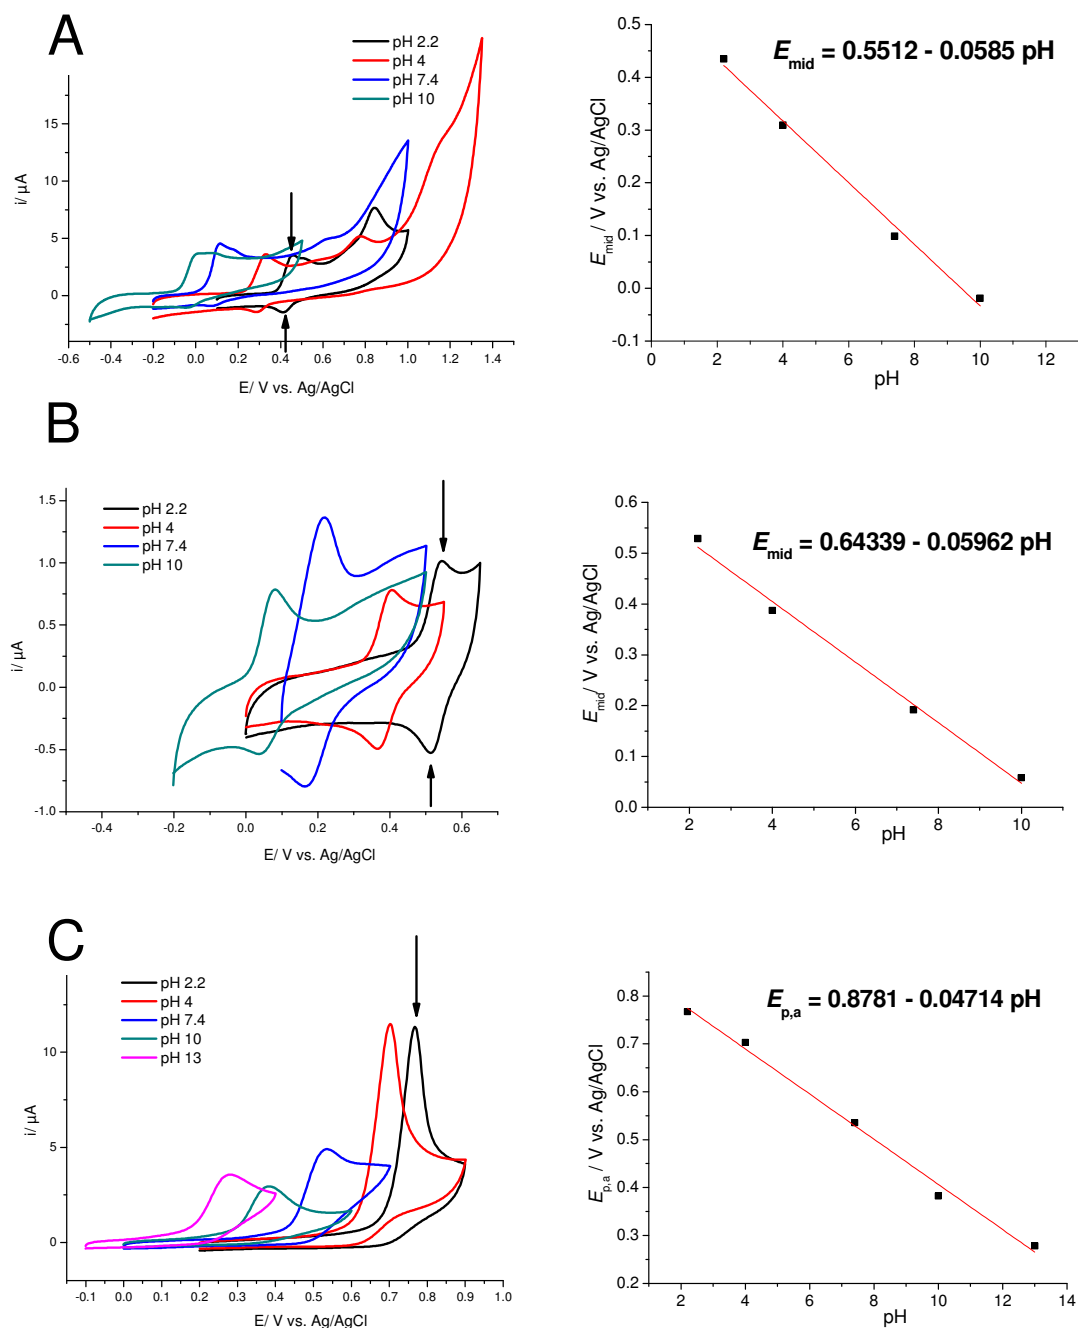 A
pH 2.2
pH 4
pH 7.4
pH 10
15
10
5
0
i/ µA
-0.6 -0.4 -0.2 0.0 0.2 0.4 0.6 0.8 1.0 1.2 1.4
E/ V vs. Ag/AgCl
E_mid = 0.5512 - 0.0585 pH
0.4
0.3
0.2
0.1
0.0
-0.1
E_mid / V vs. Ag/AgCl
0 2 4 6 8 10 12
pH
B
pH 2.2
pH 4
pH 7.4
pH 10
1.5
1.0
0.5
0.0
-0.5
-1.0
i/ µA
-0.4 -0.2 0.0 0.2 0.4 0.6
E/ V vs. Ag/AgCl
E_mid = 0.64339 - 0.05962 pH
0.6
0.5
0.4
0.3
0.2
0.1
0.0
E_mid / V vs. Ag/AgCl
2 4 6 8 10
pH
C
pH 2.2
pH 4
pH 7.4
pH 10
pH 13
10
5
0
i/ µA
-0.1 0.0 0.1 0.2 0.3 0.4 0.5 0.6 0.7 0.8 0.9 1.0
E/ V vs. Ag/AgCl
E_p,a = 0.8781 - 0.04714 pH
0.8
0.7
0.6
0.5
0.4
0.3
0.2
E_p,a / V vs. Ag/AgCl
2 4 6 8 10 12 14
pH